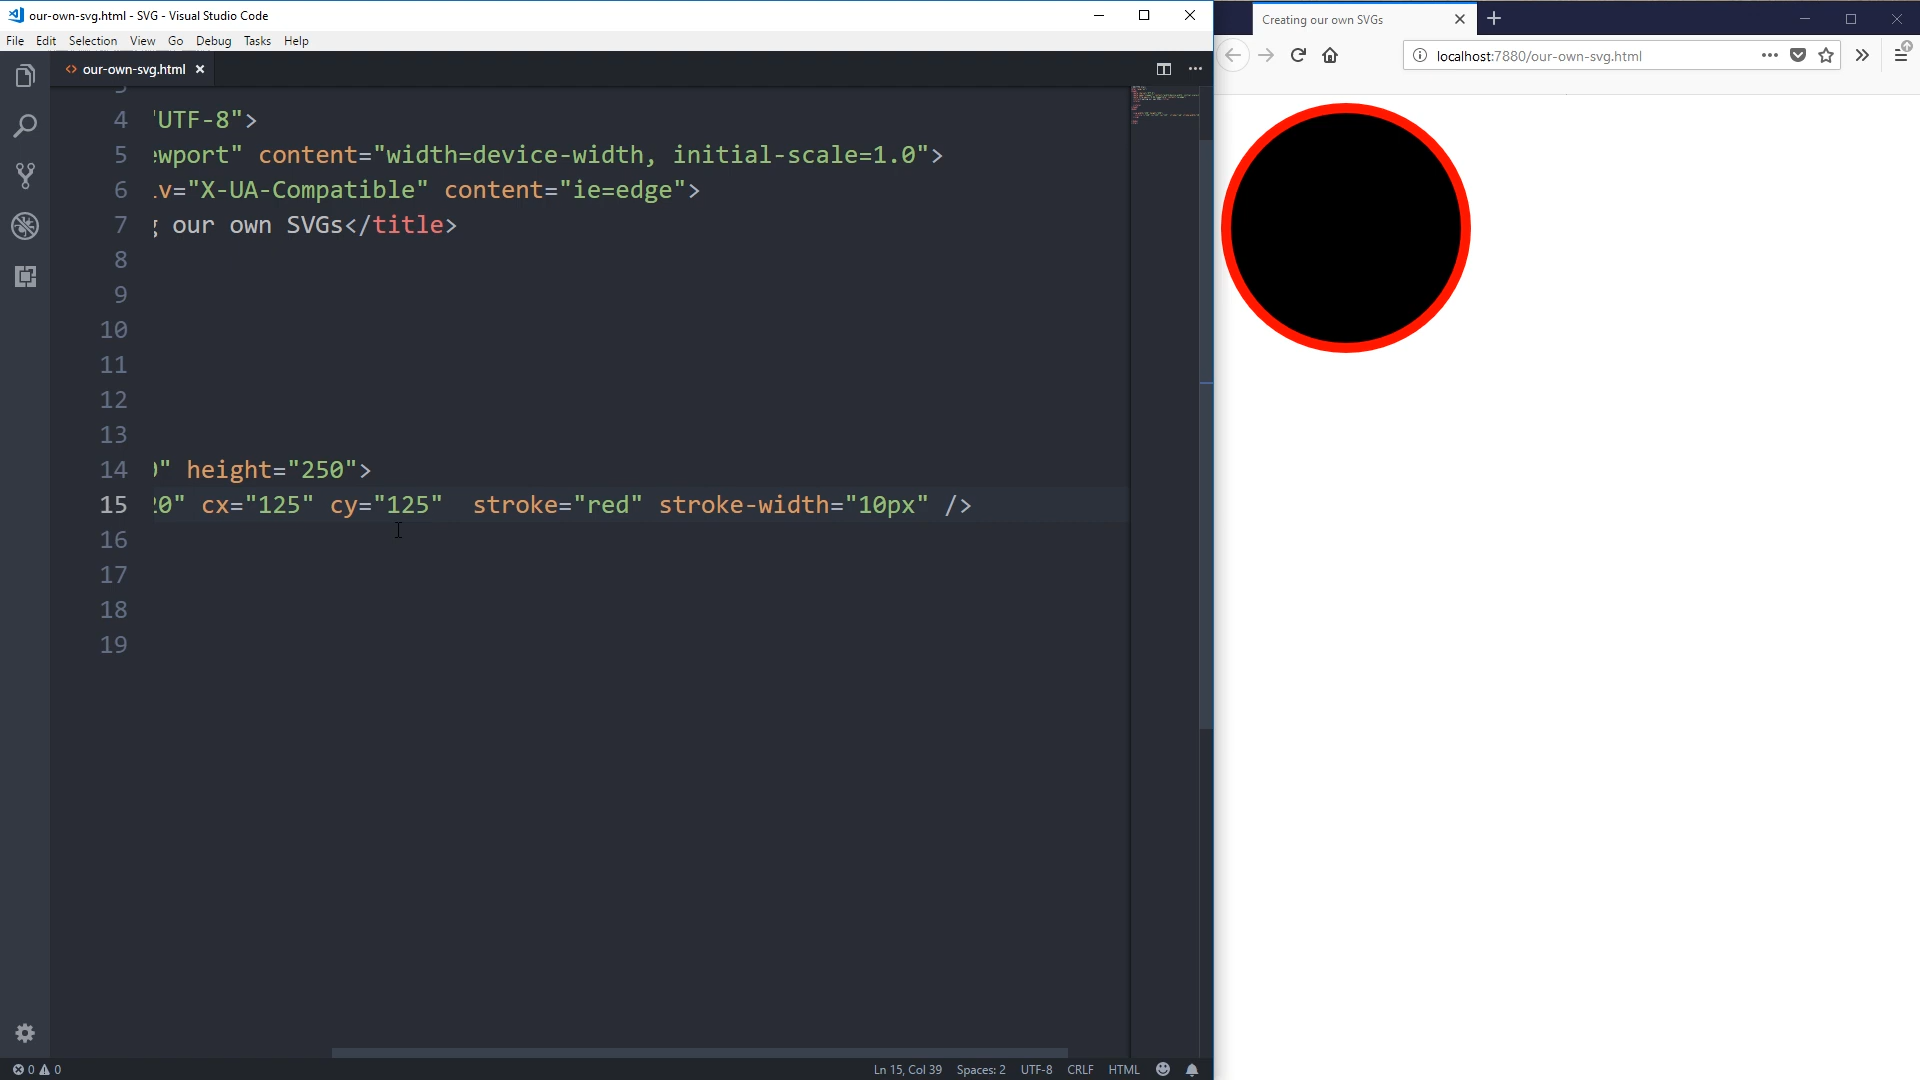 our-own-svg.html - SVG - Visual Studio Code
File Edit Selection View Go Debug Tasks Help
our-own-svg.html
4 'UTF-8">
5 ewport" content="width=device-width, initial-scale=1.0">
6 .v="X-UA-Compatible" content="ie=edge">
7 g our own SVGs</title>
8
9
10
11
12
13
14 0" height="250">
15 20" cx="125" cy="125"  stroke="red" stroke-width="10px" />
16
17
18
19
0 0
Ln 15, Col 39 Spaces: 2 UTF-8 CRLF HTML
Creating our own SVGs
localhost:7880/our-own-svg.html